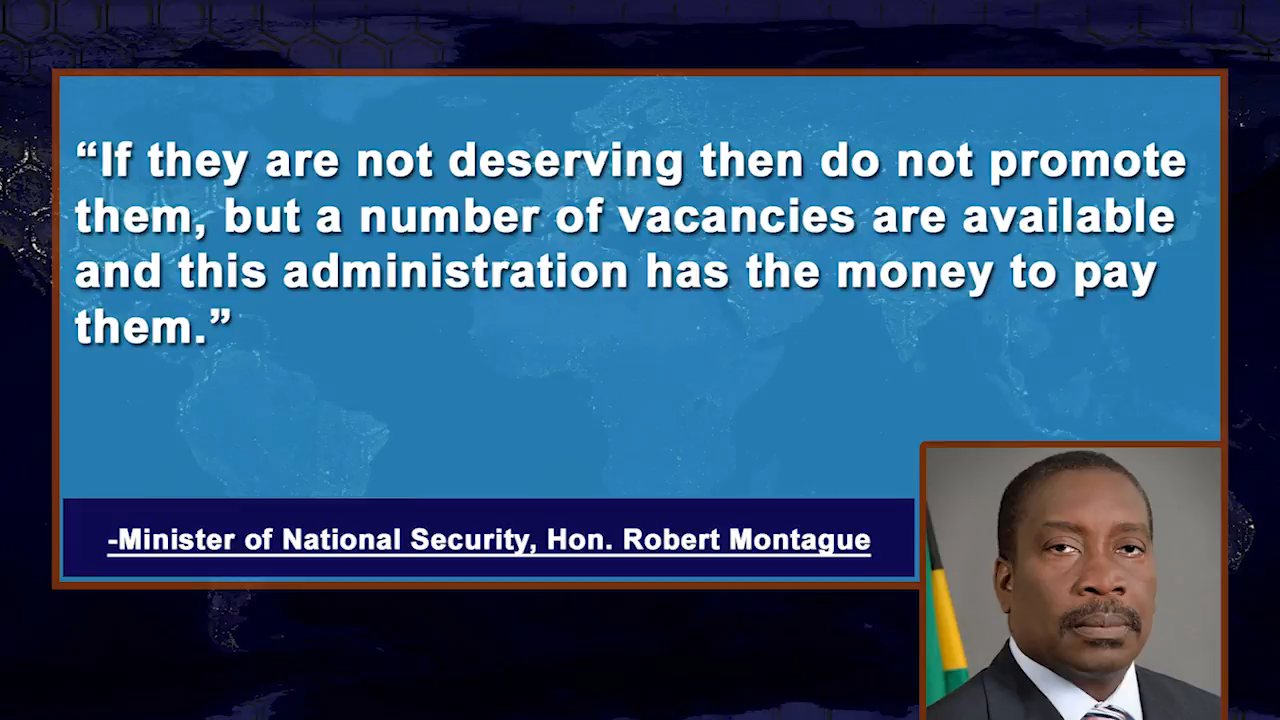 “If they are not deserving then do not promote
them, but a number of vacancies are available
and this administration has the money to pay
them.”
-Minister of National Security, Hon. Robert Montague